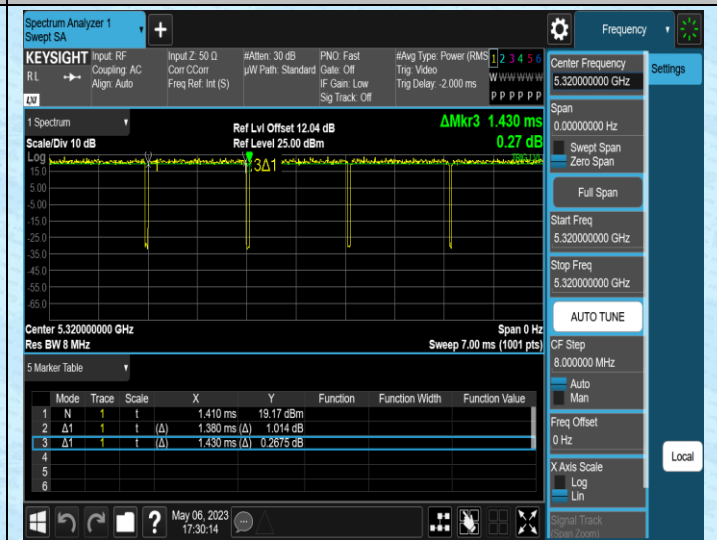 Spectrum Analyzer 1
Swept SA
+
Frequency
KEYSIGHT
RL
LXI
Input: RF
Coupling: AC
Align: Auto
Input Z: 50 Ω
Corr CCorr
Freq Ref: Int (S)
#Atten: 30 dB
µW Path: Standard
PNO: Fast
Gate: Off
IF Gain: Low
Sig Track: Off
#Avg Type: Power (RMS
Trig: Video
Trig Delay: -2.000 ms
1 2 3 4 5 6
W W W W W W
P P P P P P
1 Spectrum
Scale/Div 10 dB
Ref Lvl Offset 12.04 dB
Ref Level 25.00 dBm
ΔMkr3 1.430 ms
0.27 dB
Log
15.0
5.00
-5.00
-15.0
-25.0
-35.0
-45.0
-55.0
-65.0
1
3Δ1
Center 5.320000000 GHz
Res BW 8 MHz
Span 0 Hz
Sweep 7.00 ms (1001 pts)
5 Marker Table
Mode Trace Scale X Y Function Function Width Function Value
1 N 1 t 1.410 ms 19.17 dBm
2 Δ1 1 t (Δ) 1.380 ms (Δ) 1.014 dB
3 Δ1 1 t (Δ) 1.430 ms (Δ) 0.2675 dB
4
5
6
?
May 06, 2023
17:30:14
Center Frequency
5.320000000 GHz
Settings
Span
0.00000000 Hz
Swept Span
Zero Span
Full Span
Start Freq
5.320000000 GHz
Stop Freq
5.320000000 GHz
AUTO TUNE
CF Step
8.000000 MHz
Auto
Man
Freq Offset
0 Hz
Local
X Axis Scale
Log
Lin
Signal Track
(Span Zoom)